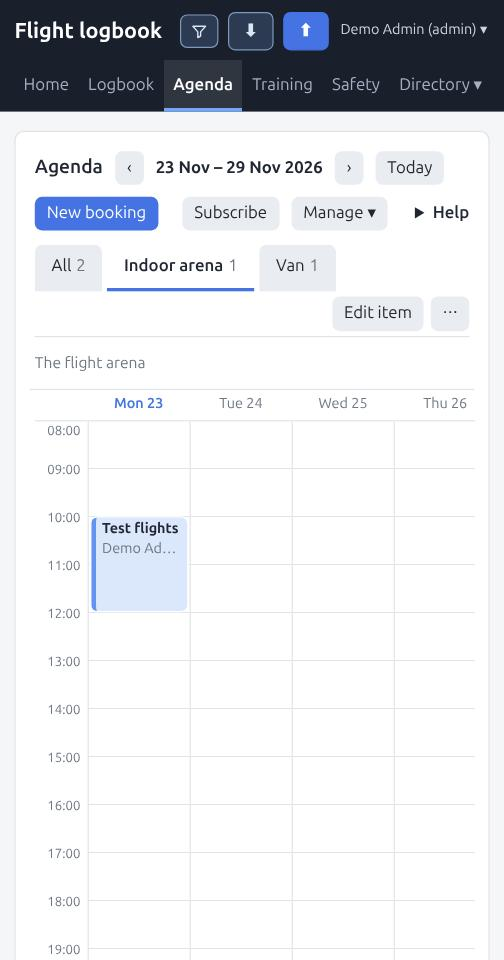 Flight logbook ⬇ ⬆ Demo Admin (admin) ▾
Home Logbook Agenda Training Safety Directory ▾
Agenda ‹ 23 Nov – 29 Nov 2026 › Today
New booking Subscribe Manage ▾ ▶ Help
All 2 Indoor arena 1 Van 1
Edit item ⋯
The flight arena
Mon 23 Tue 24 Wed 25 Thu 26
08:00
09:00
10:00
Test flights
Demo Ad…
11:00
12:00
13:00
14:00
15:00
16:00
17:00
18:00
19:00